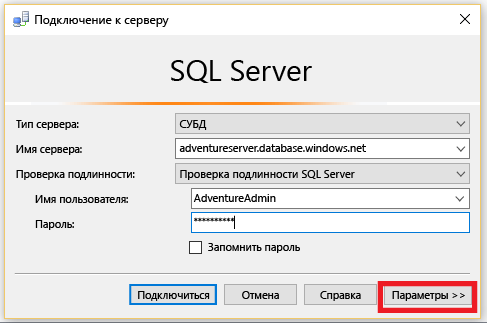 Подключение к серверу
SQL Server
Тип сервера: СУБД
Имя сервера: adventureserver.database.windows.net
Проверка подлинности: Проверка подлинности SQL Server
Имя пользователя: AdventureAdmin
Пароль: **********
Запомнить пароль
Подключиться Отмена Справка Параметры >>